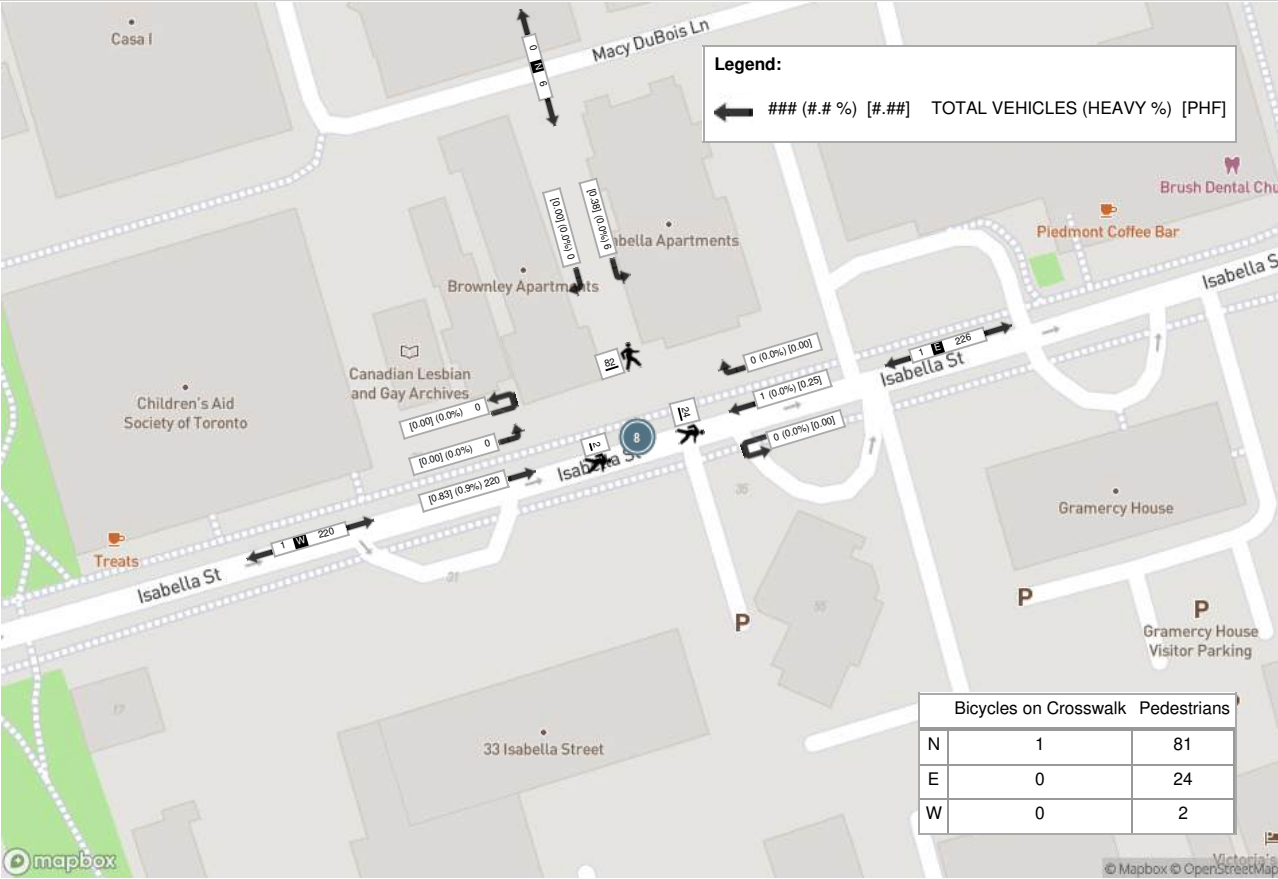 Casa I
0 N 6
Macy DuBois Ln
Legend:
### (#.# %) [#.##] TOTAL VEHICLES (HEAVY %) [PHF]
Brush Dental Chu
Piedmont Coffee Bar
[0.00] (0.0%) 0
[0.38] (0.0%) 6
bella Apartments
Brownley Apartments
Isabella S
Canadian Lesbian
and Gay Archives
82
0 (0.0%) [0.00]
1 E 226
Isabella St
Children's Aid
Society of Toronto
[0.00] (0.0%) 0
24
1 (0.0%) [0.25]
[0.00] (0.0%) 0
2
8
0 (0.0%) [0.00]
Isabella St
[0.83] (0.9%) 220
36
Gramercy House
1 W 220
Treats
Isabella St
31
55
P
P
P
Gramercy House
Visitor Parking
17
33 Isabella Street
Bicycles on Crosswalk Pedestrians
N 1 81
E 0 24
W 0 2
mapbox
Victoria's
© Mapbox © OpenStreetMap